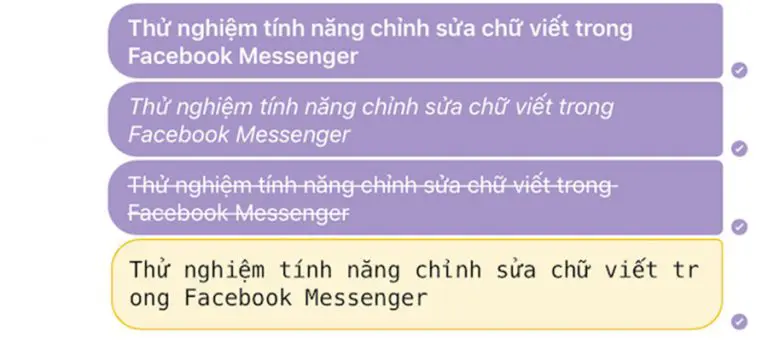 Thử nghiệm tính năng chỉnh sửa chữ viết trong
Facebook Messenger
Thử nghiệm tính năng chỉnh sửa chữ viết trong
Facebook Messenger
Thử nghiệm tính năng chỉnh sửa chữ viết trong
Facebook Messenger
Thử nghiệm tính năng chỉnh sửa chữ viết tr
ong Facebook Messenger